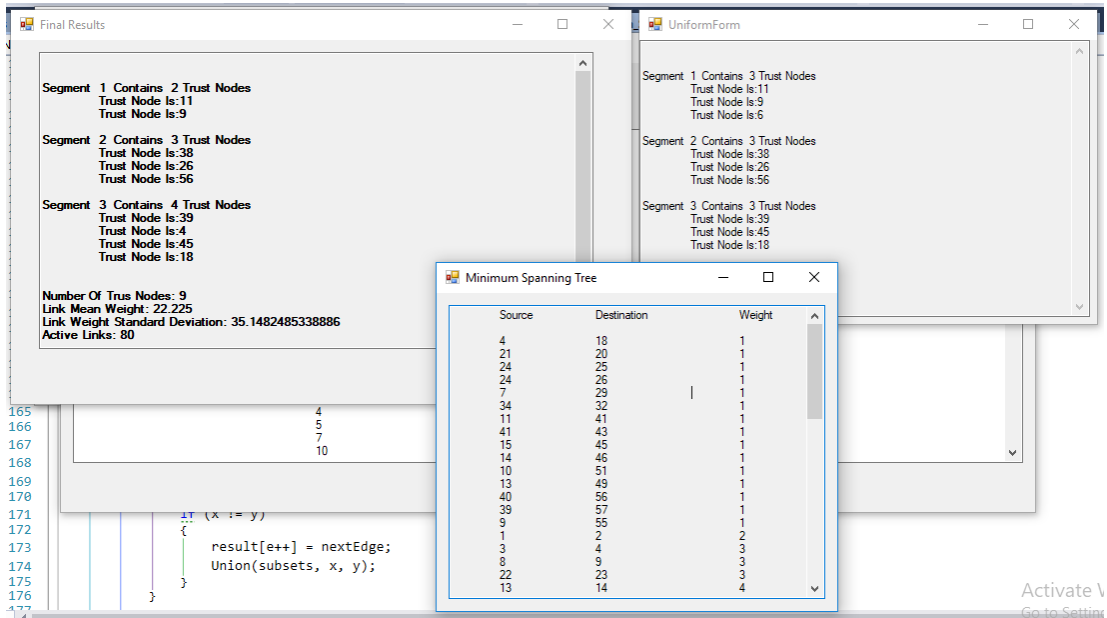 Final Results
Segment 1 Contains 2 Trust Nodes
Trust Node Is:11
Trust Node Is:9
Segment 2 Contains 3 Trust Nodes
Trust Node Is:38
Trust Node Is:26
Trust Node Is:56
Segment 3 Contains 4 Trust Nodes
Trust Node Is:39
Trust Node Is:4
Trust Node Is:45
Trust Node Is:18
Number Of Trus Nodes: 9
Link Mean Weight: 22.225
Link Weight Standard Deviation: 35.1482485338886
Active Links: 80
UniformForm
Segment 1 Contains 3 Trust Nodes
Trust Node Is:11
Trust Node Is:9
Trust Node Is:6
Segment 2 Contains 3 Trust Nodes
Trust Node Is:38
Trust Node Is:26
Trust Node Is:56
Segment 3 Contains 3 Trust Nodes
Trust Node Is:39
Trust Node Is:45
Trust Node Is:18
Minimum Spanning Tree
Source Destination Weight
4 18 1
21 20 1
24 25 1
24 26 1
7 29 1
34 32 1
11 41 1
41 43 1
15 45 1
14 46 1
10 51 1
13 49 1
40 56 1
39 57 1
9 55 1
1 2 2
3 4 3
8 9 3
22 23 3
13 14 4
4
5
7
10
165
166
167
168
169
170
171 if (x != y)
172 {
173 result[e++] = nextEdge;
174 Union(subsets, x, y);
175 }
176 }
177
Activate
Go to